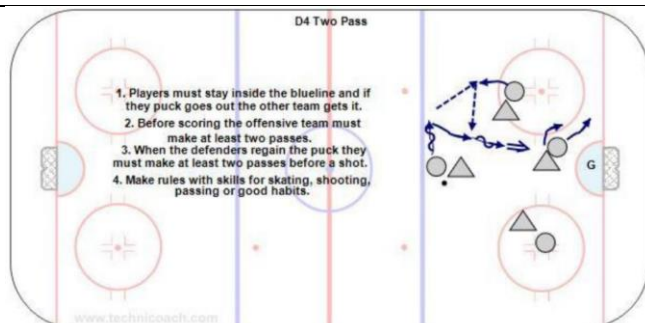 D4 Two Pass
1. Players must stay inside the blueline and if
they puck goes out the other team gets it.
2. Before scoring the offensive team must
make at least two passes.
3. When the defenders regain the puck they
must make at least two passes before a shot.
4. Make rules with skills for skating, shooting,
passing or good habits.
G
www.technicoach.com